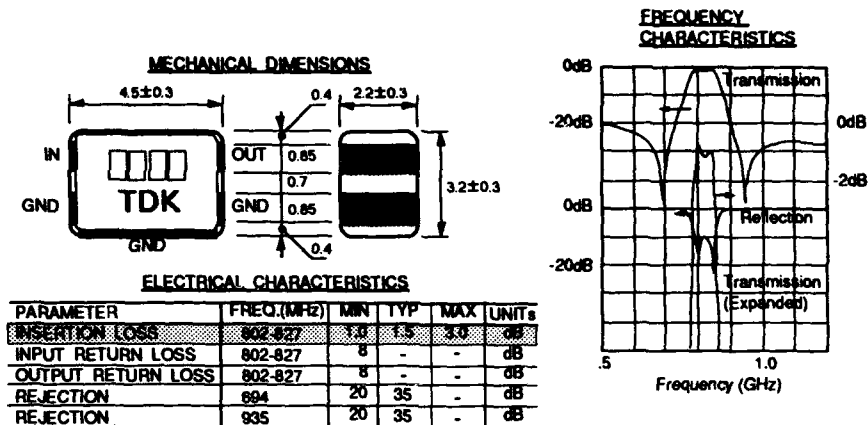 FREQUENCY
CHARACTERISTICS
MECHANICAL DIMENSIONS
4.5±0.3
0.4
2.2±0.3
IN
OUT
0.85
0.7
TDK
GND
GND
0.85
3.2±0.3
GND
0.4
0dB
Transmission
-20dB
0dB
-2dB
0dB
Reflection
-20dB
Transmission
(Expanded)
.5
1.0
Frequency (GHz)
ELECTRICAL CHARACTERISTICS
PARAMETER FREQ.(MHz) MIN TYP MAX UNITs
INSERTION LOSS 802-827 1.0 1.5 3.0 dB
INPUT RETURN LOSS 802-827 8 - - dB
OUTPUT RETURN LOSS 802-827 8 - - dB
REJECTION 694 20 35 - dB
REJECTION 935 20 35 - dB